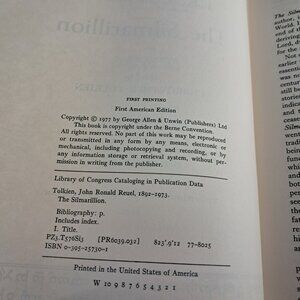 FIRST PRINTING
First American Edition
Copyright © 1977 by George Allen & Unwin (Publishers) Ltd
This book is copyright under the Berne Convention.
All rights reserved. No part of this work may be reproduced
or transmitted in any form by any means, electronic or
mechanical, including photocopying and recording, or by
any information storage or retrieval system, without per-
mission in writing from the publisher.
Library of Congress Cataloging in Publication Data
Tolkien, John Ronald Reuel, 1892-1973.
The Silmarillion.
Bibliography: p.
Includes index.
I. Title.
PZ3.T576Si3 [PR6039.032] 823'.9'12 77-8025
ISBN 0-395-25730-1
Printed in the United States of America
W 10 9 8 7 6 5 4 3 2 1